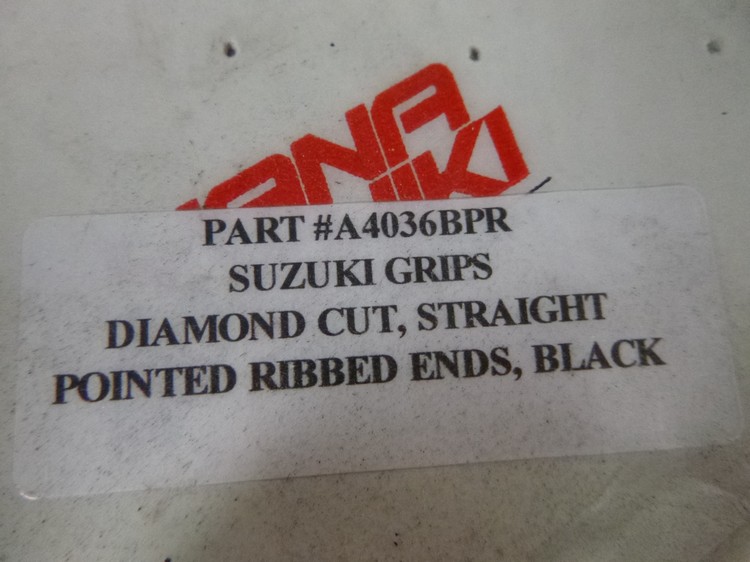 PART #A4036BPR
SUZUKI GRIPS
DIAMOND CUT, STRAIGHT
POINTED RIBBED ENDS, BLACK